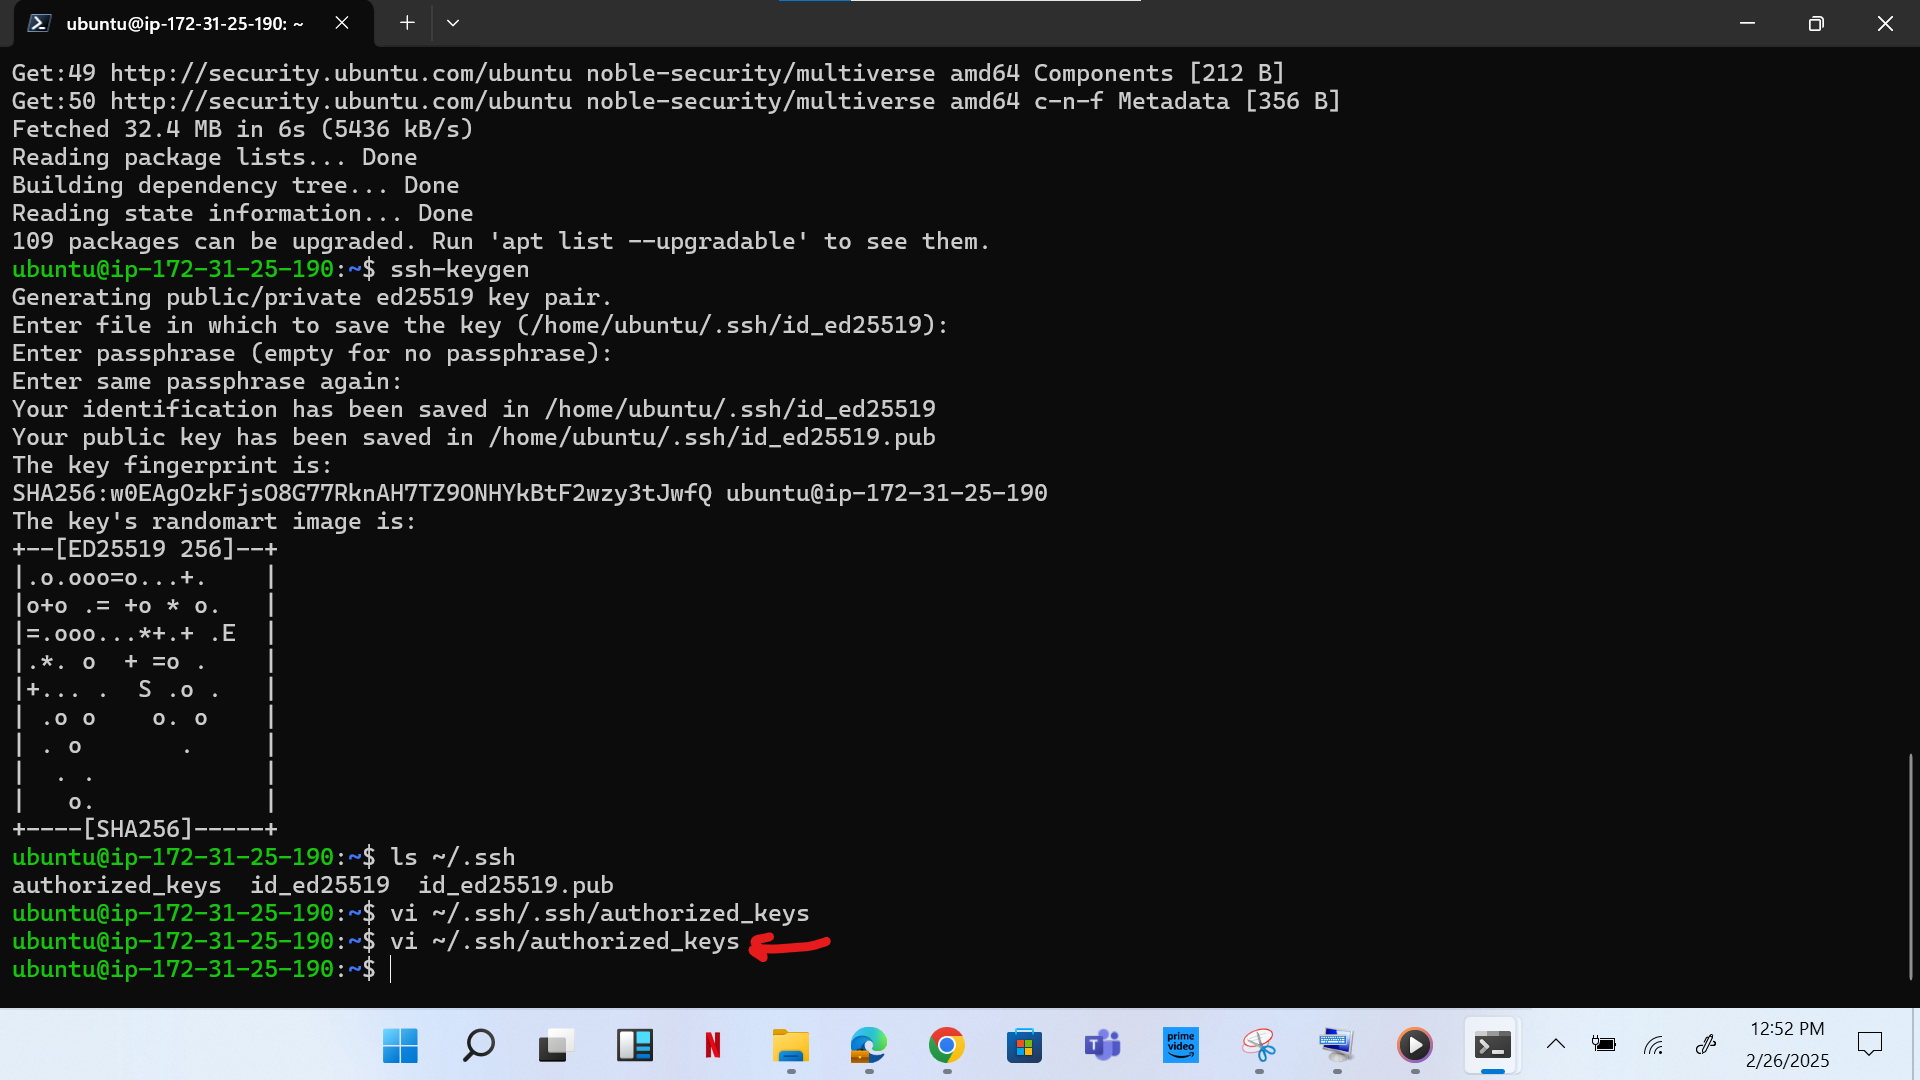 ubuntu@ip-172-31-25-190: ~
Get:49 http://security.ubuntu.com/ubuntu noble-security/multiverse amd64 Components [212 B]
Get:50 http://security.ubuntu.com/ubuntu noble-security/multiverse amd64 c-n-f Metadata [356 B]
Fetched 32.4 MB in 6s (5436 kB/s)
Reading package lists... Done
Building dependency tree... Done
Reading state information... Done
109 packages can be upgraded. Run 'apt list --upgradable' to see them.
ubuntu@ip-172-31-25-190:~$ ssh-keygen
Generating public/private ed25519 key pair.
Enter file in which to save the key (/home/ubuntu/.ssh/id_ed25519):
Enter passphrase (empty for no passphrase):
Enter same passphrase again:
Your identification has been saved in /home/ubuntu/.ssh/id_ed25519
Your public key has been saved in /home/ubuntu/.ssh/id_ed25519.pub
The key fingerprint is:
SHA256:w0EAgOzkFjsO8G77RknAH7TZ9ONHYkBtF2wzy3tJwfQ ubuntu@ip-172-31-25-190
The key's randomart image is:
+--[ED25519 256]--+
|.o.ooo=o...+.    |
|o+o .= +o * o.   |
|=.ooo...*+.+ .E  |
|.*. o  + =o .    |
|+... .  S .o .   |
| .o o    o. o    |
| . o       .     |
|  . .            |
|   o.            |
+----[SHA256]-----+
ubuntu@ip-172-31-25-190:~$ ls ~/.ssh
authorized_keys  id_ed25519  id_ed25519.pub
ubuntu@ip-172-31-25-190:~$ vi ~/.ssh/.ssh/authorized_keys
ubuntu@ip-172-31-25-190:~$ vi ~/.ssh/authorized_keys
ubuntu@ip-172-31-25-190:~$
N
T
prime video
12:52 PM
2/26/2025